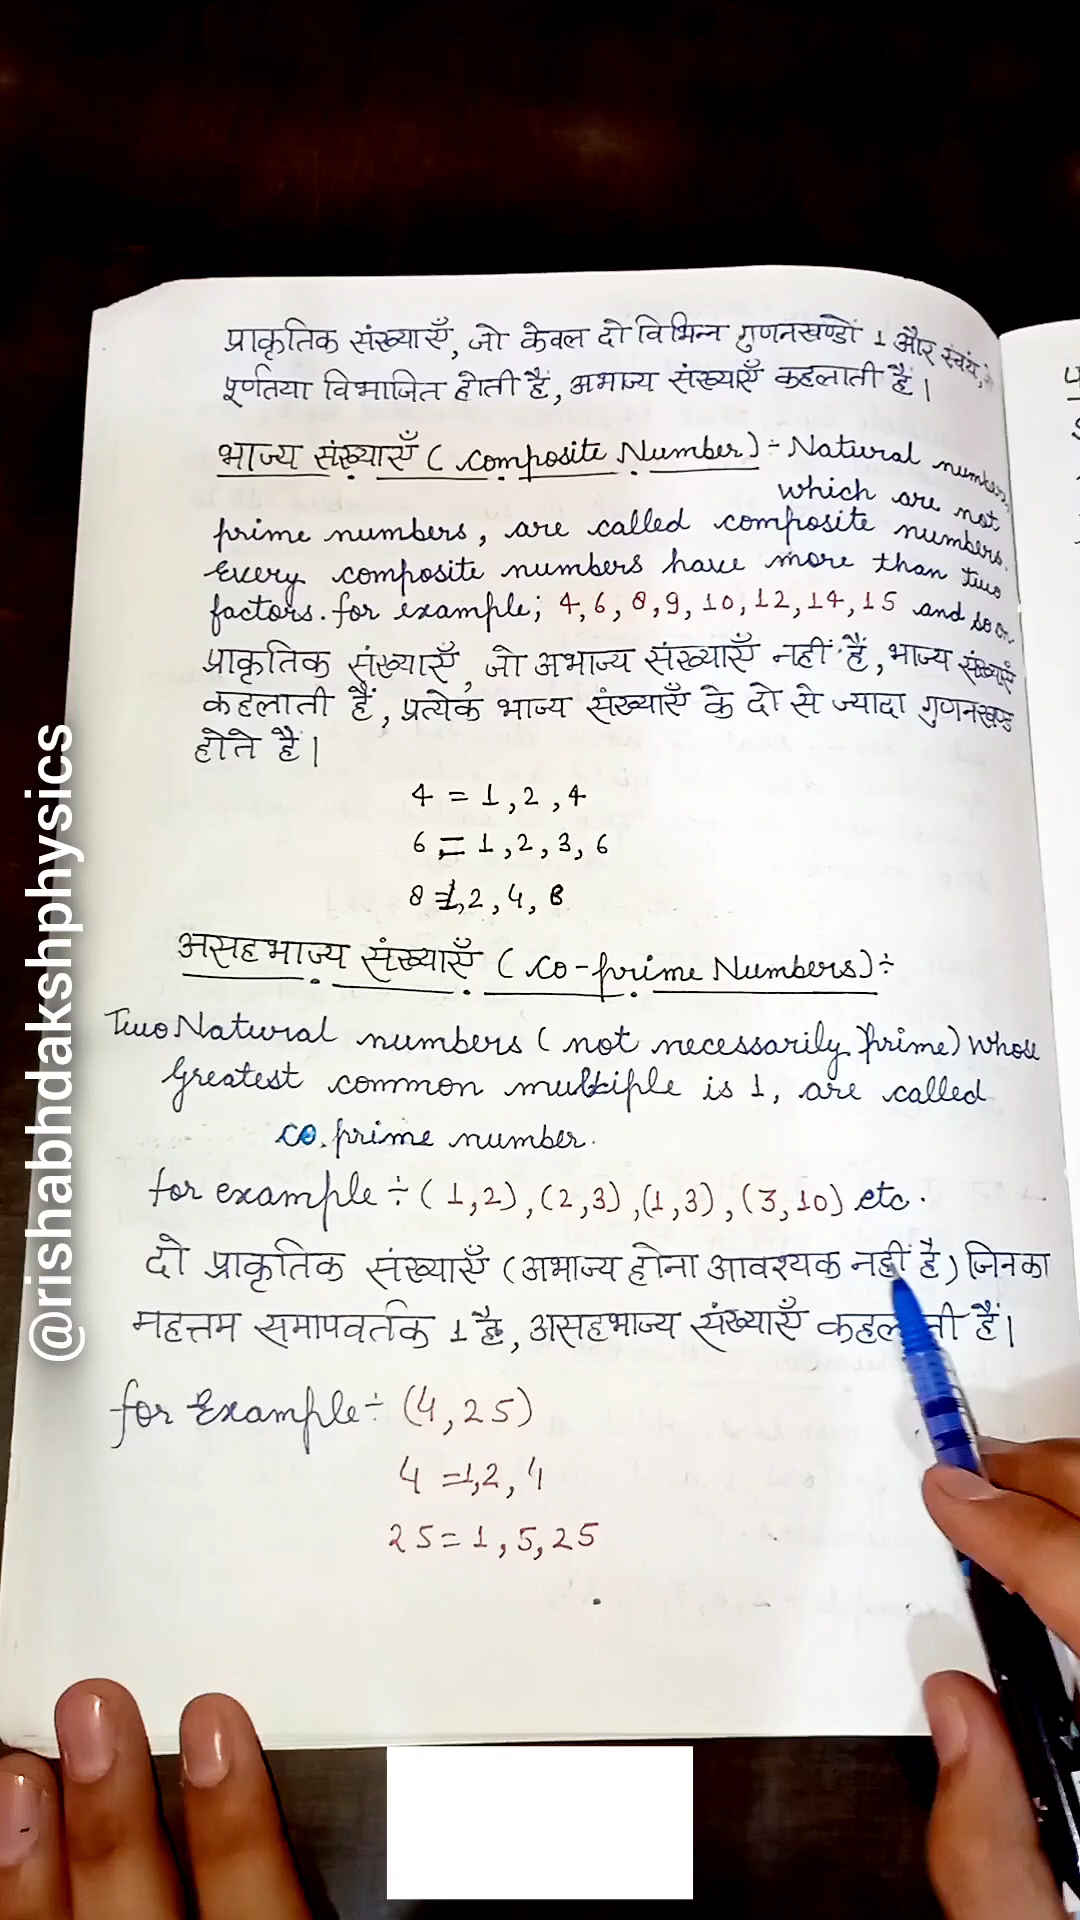 प्राकृतिक संख्याएँ, जो केवल दो विभिन्न गुणनखण्डों 1 और स्वंय,
पूर्णतया विभाजित होती हैं, अभाज्य संख्याएँ कहलाती हैं।
भाज्य संख्याएँ ( Composite Number) ÷ Natural numbers,
which are not
prime numbers, are called composite numbers.
Every composite numbers have more than two
factors. for example; 4, 6, 8, 9, 10, 12, 14, 15 and so on
प्राकृतिक संख्याएँ, जो अभाज्य संख्याएँ नहीं हैं, भाज्य संख्याएँ
कहलाती हैं, प्रत्येक भाज्य संख्याएँ के दो से ज्यादा गुणनखण्ड
होते हैं।
4 = 1, 2, 4
6 = 1, 2, 3, 6
8 = 1, 2, 4, 8
असहभाज्य संख्याएँ ( Co-prime Numbers) ÷
Two Natural numbers ( not necessarily prime) whose
Greatest common multiple is 1, are called
co. prime number.
for example ÷ ( 1, 2), (2, 3), (1, 3), (3, 10) etc.
दो प्राकृतिक संख्याएँ (अभाज्य होना आवश्यक नहीं है) जिनका
महत्तम समापवर्तक 1 है, असहभाज्य संख्याएँ कहलाती हैं।
for Example ÷ (4, 25)
4 = 1, 2, 4
25 = 1, 5, 25
@rishabhdakshphysics